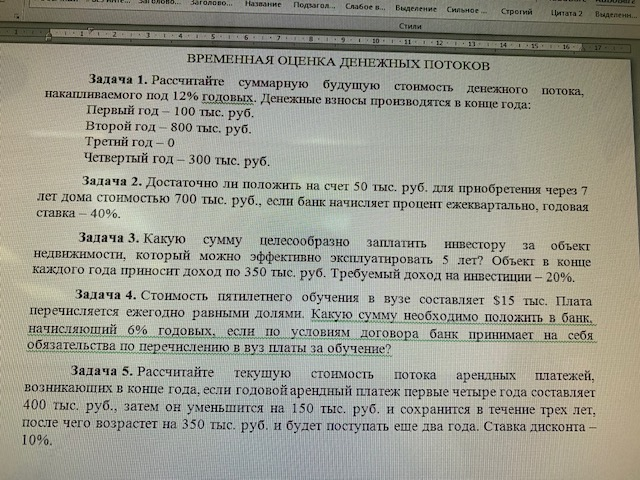 Заголово...
Заголово...
Название
Подзагол...
Слабое в...
Выделение
Сильное ...
Строгий
Цитата 2
Выделенн...
Стили
ВРЕМЕННАЯ ОЦЕНКА ДЕНЕЖНЫХ ПОТОКОВ
Задача 1. Рассчитайте суммарную будущую стоимость денежного потока,
накапливаемого под 12% годовых. Денежные взносы производятся в конце года:
Первый год – 100 тыс. руб.
Второй год – 800 тыс. руб.
Третий год – 0
Четвертый год – 300 тыс. руб.
Задача 2. Достаточно ли положить на счет 50 тыс. руб. для приобретения через 7
лет дома стоимостью 700 тыс. руб., если банк начисляет процент ежеквартально, годовая
ставка – 40%.
Задача 3. Какую сумму целесообразно заплатить инвестору за объект
недвижимости, который можно эффективно эксплуатировать 5 лет? Объект в конце
каждого года приносит доход по 350 тыс. руб. Требуемый доход на инвестиции – 20%.
Задача 4. Стоимость пятилетнего обучения в вузе составляет $15 тыс. Плата
перечисляется ежегодно равными долями. Какую сумму необходимо положить в банк,
начисляющий 6% годовых, если по условиям договора банк принимает на себя
обязательства по перечислению в вуз платы за обучение?
Задача 5. Рассчитайте текущую стоимость потока арендных платежей,
возникающих в конце года, если годовой арендный платеж первые четыре года составляет
400 тыс. руб., затем он уменьшится на 150 тыс. руб. и сохранится в течение трех лет,
после чего возрастет на 350 тыс. руб. и будет поступать еше два года. Ставка дисконта –
10%.